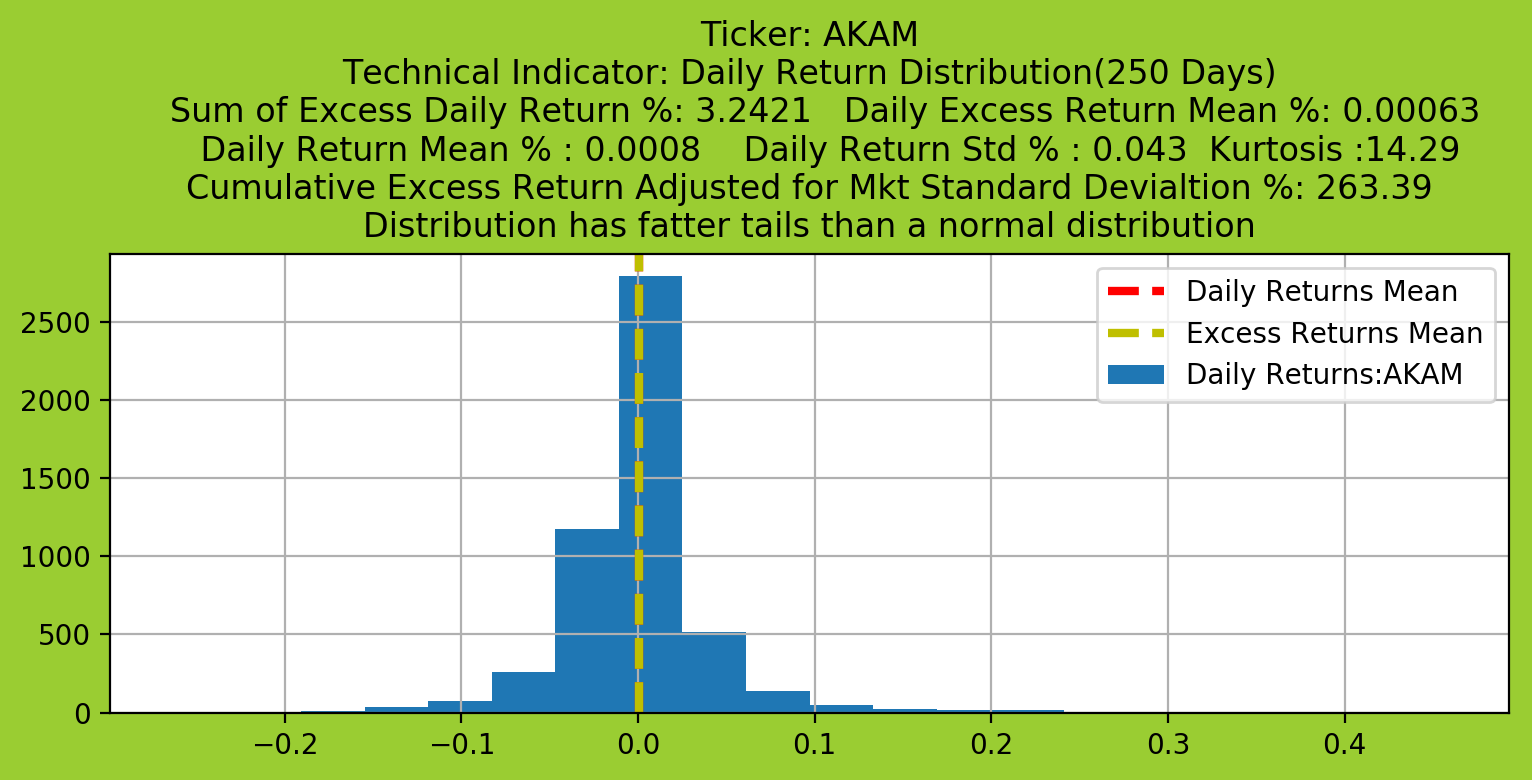 Ticker: AKAM
Technical Indicator: Daily Return Distribution(250 Days)
Sum of Excess Daily Return %: 3.2421   Daily Excess Return Mean %: 0.00063
Daily Return Mean % : 0.0008    Daily Return Std % : 0.043  Kurtosis :14.29
Cumulative Excess Return Adjusted for Mkt Standard Devialtion %: 263.39
Distribution has fatter tails than a normal distribution
Daily Returns Mean
Excess Returns Mean
Daily Returns:AKAM
2500
2000
1500
1000
500
0
−0.2 −0.1 0.0 0.1 0.2 0.3 0.4